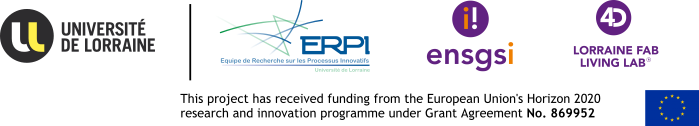 UNIVERSITÉ
DE LORRAINE
ERPI
Equipe de Recherche sur les Processus Innovatifs
Université de Lorraine
i!
ensgsi
4D
LORRAINE FAB
LIVING LAB®
This project has received funding from the European Union's Horizon 2020
research and innovation programme under Grant Agreement No. 869952